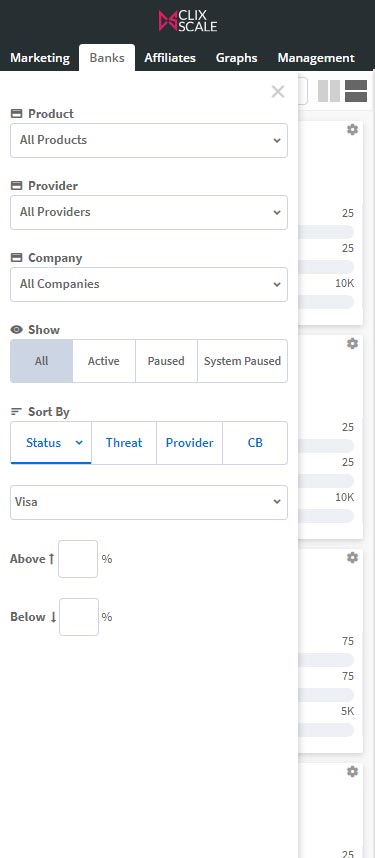 CLIX
SCALE
Marketing Banks Affiliates Graphs Management
Product
All Products
Provider
All Providers
Company
All Companies
Show
All Active Paused System Paused
Sort By
Status Threat Provider CB
Visa
Above %
Below %
25
25
10K
25
25
10K
75
75
5K
25